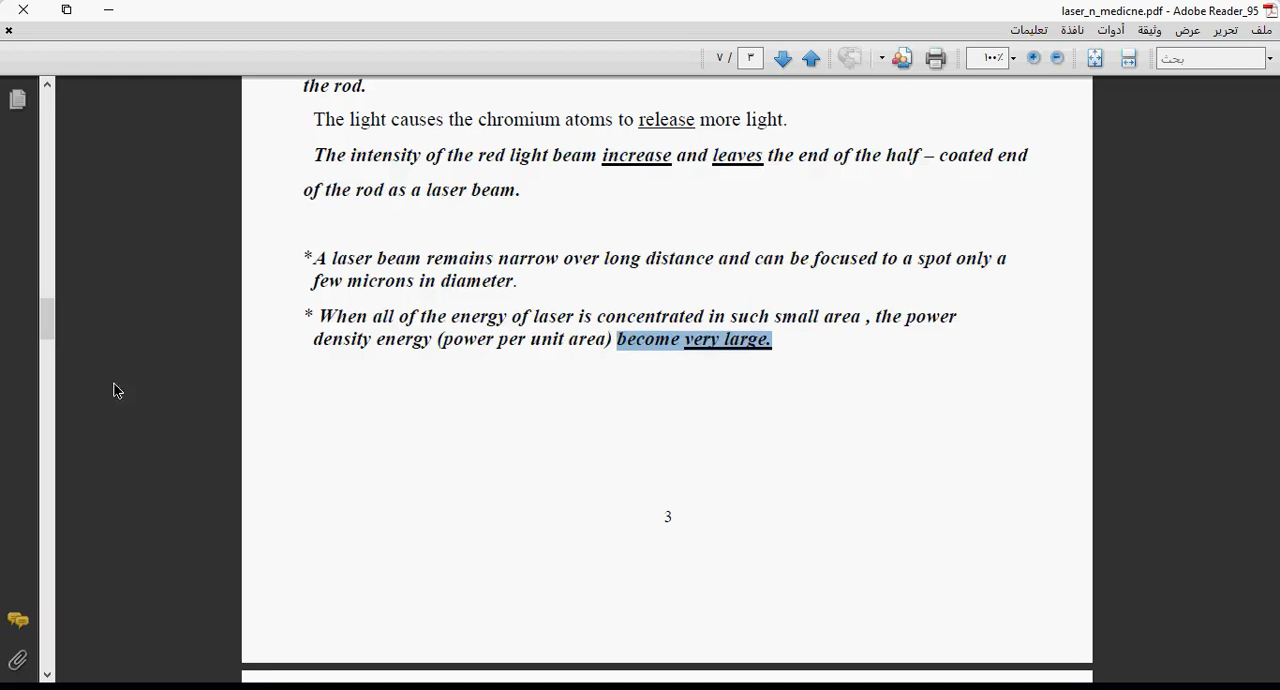 laser_n_medicne.pdf - Adobe Reader_95
ملف تحرير عرض وثيقة أدوات نافذة تعليمات
٧ / ٣ ١٠٠٪ بحث
the rod.
The light causes the chromium atoms to release more light.
The intensity of the red light beam increase and leaves the end of the half – coated end
of the rod as a laser beam.
*A laser beam remains narrow over long distance and can be focused to a spot only a
few microns in diameter.
* When all of the energy of laser is concentrated in such small area , the power
density energy (power per unit area) become very large.
3